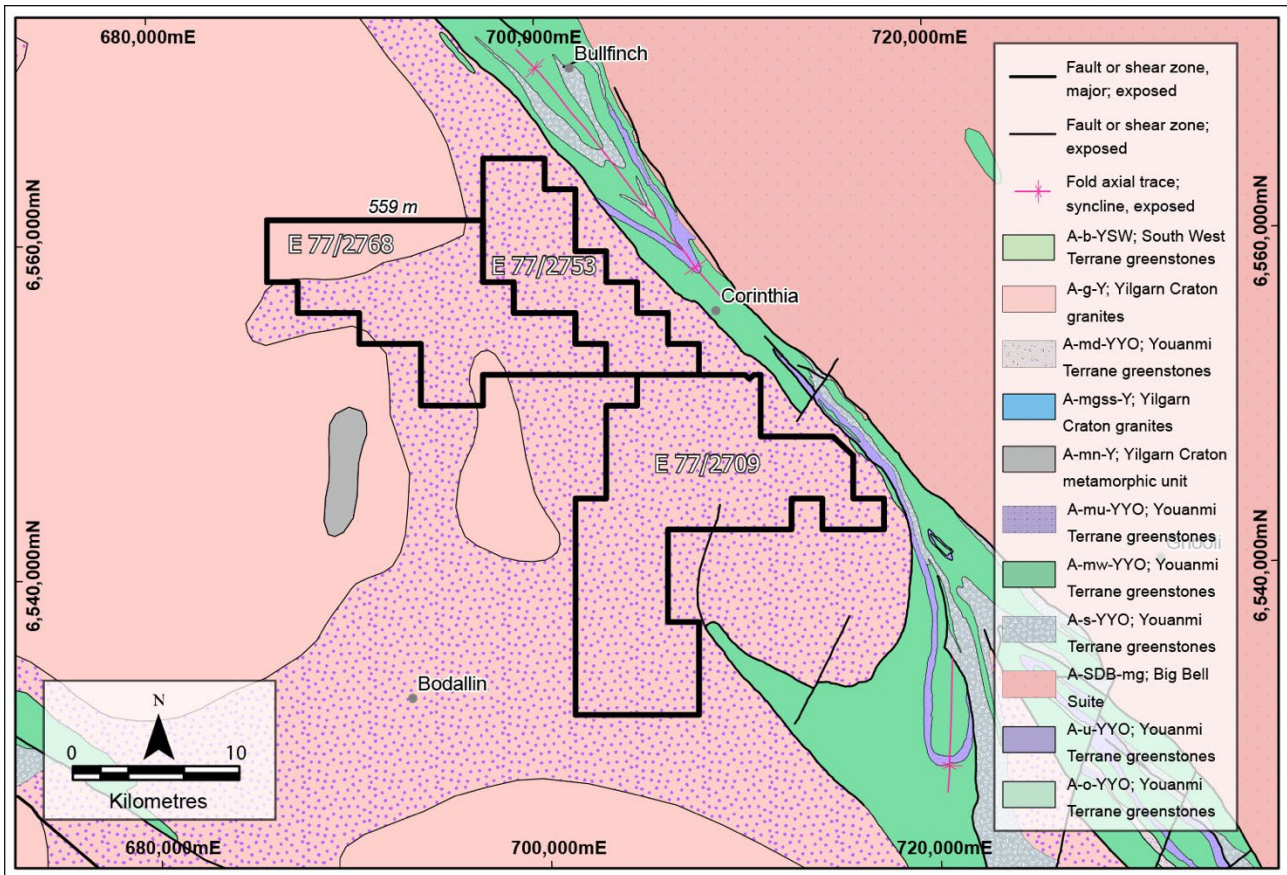 680,000mE
700,000mE
720,000mE
Bullfinch
559 m
E 77/2768
E 77/2753
Corinthia
E 77/2709
Bodallin
Ghooli
6,560,000mN
6,540,000mN
6,560,000mN
6,540,000mN
N
0 10
Kilometres
680,000mE
700,000mE
720,000mE
Fault or shear zone,
major; exposed
Fault or shear zone;
exposed
Fold axial trace;
syncline, exposed
A-b-YSW; South West
Terrane greenstones
A-g-Y; Yilgarn Craton
granites
A-md-YYO; Youanmi
Terrane greenstones
A-mgss-Y; Yilgarn
Craton granites
A-mn-Y; Yilgarn Craton
metamorphic unit
A-mu-YYO; Youanmi
Terrane greenstones
A-mw-YYO; Youanmi
Terrane greenstones
A-s-YYO; Youanmi
Terrane greenstones
A-SDB-mg; Big Bell
Suite
A-u-YYO; Youanmi
Terrane greenstones
A-o-YYO; Youanmi
Terrane greenstones